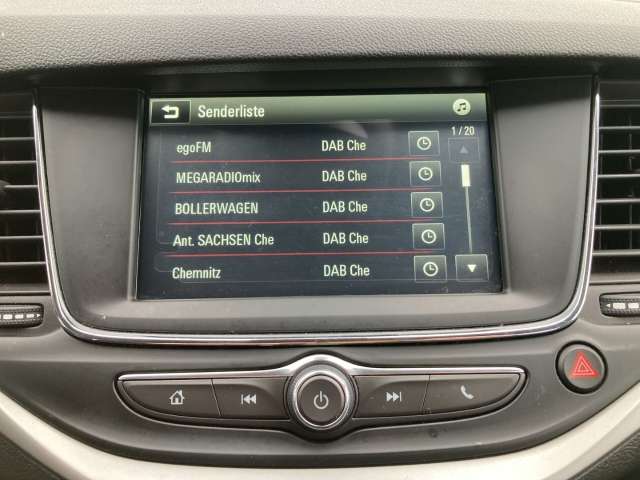 Senderliste
1 / 20
egoFM DAB Che
MEGARADIOmix DAB Che
BOLLERWAGEN DAB Che
Ant. SACHSEN Che DAB Che
Chemnitz DAB Che